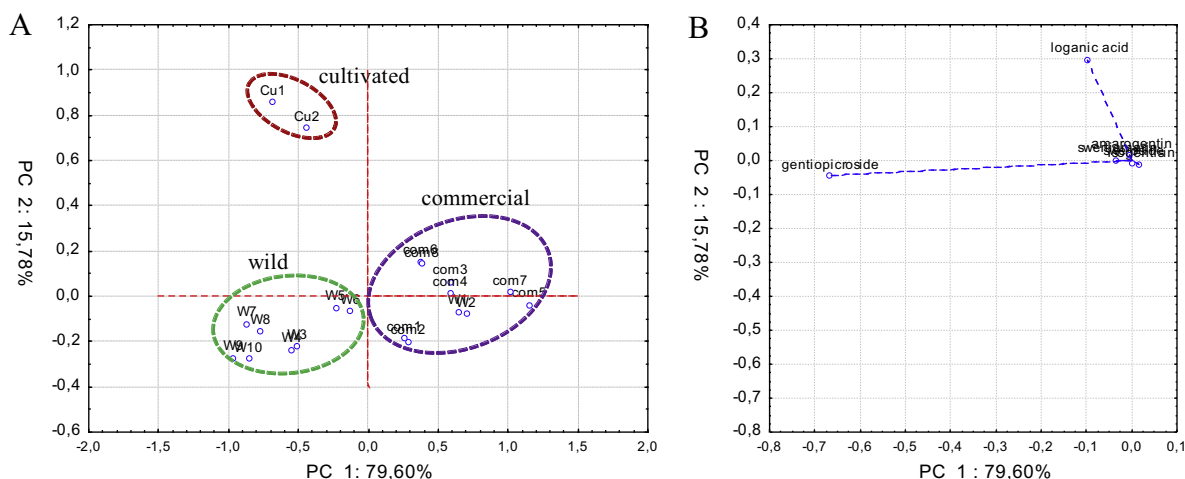 A
1,2
1,0
0,8
0,6
0,4
0,2
0,0
-0,2
-0,4
-0,6
PC 2: 15,78%
-2,0 -1,5 -1,0 -0,5 0,0 0,5 1,0 1,5 2,0
PC 1: 79,60%
cultivated
Cu1
Cu2
commercial
com6
com8
com3
com4
com7
com5
W1
W2
com1
com2
wild
W5
W6
W7
W8
W3
W4
W9
W10
B
0,4
0,3
0,2
0,1
0,0
-0,1
-0,2
-0,3
-0,4
-0,5
-0,6
-0,7
-0,8
PC 2: 15,78%
-0,8 -0,7 -0,6 -0,5 -0,4 -0,3 -0,2 -0,1 0,0 0,1
PC 1: 79,60%
loganic acid
amarogentin
gentiopicroside